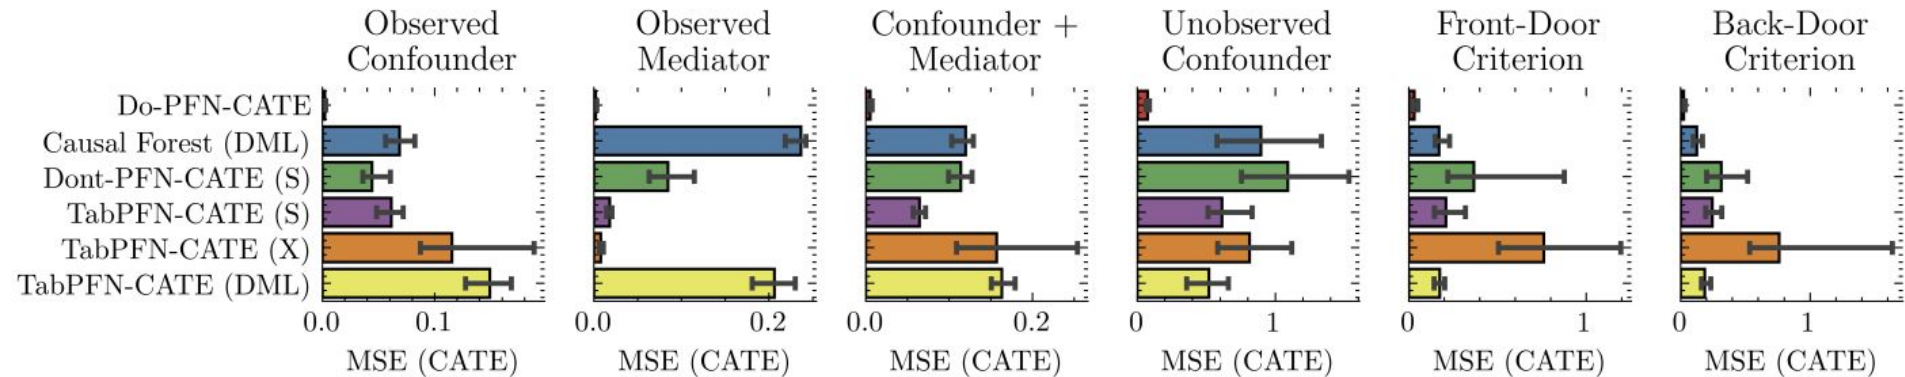 Observed
Confounder
Observed
Mediator
Confounder +
Mediator
Unobserved
Confounder
Front-Door
Criterion
Back-Door
Criterion
Do-PFN-CATE
Causal Forest (DML)
Dont-PFN-CATE (S)
TabPFN-CATE (S)
TabPFN-CATE (X)
TabPFN-CATE (DML)
0.0 0.1
0.0 0.2
0.0 0.2
0 1
0 1
0 1
MSE (CATE)
MSE (CATE)
MSE (CATE)
MSE (CATE)
MSE (CATE)
MSE (CATE)